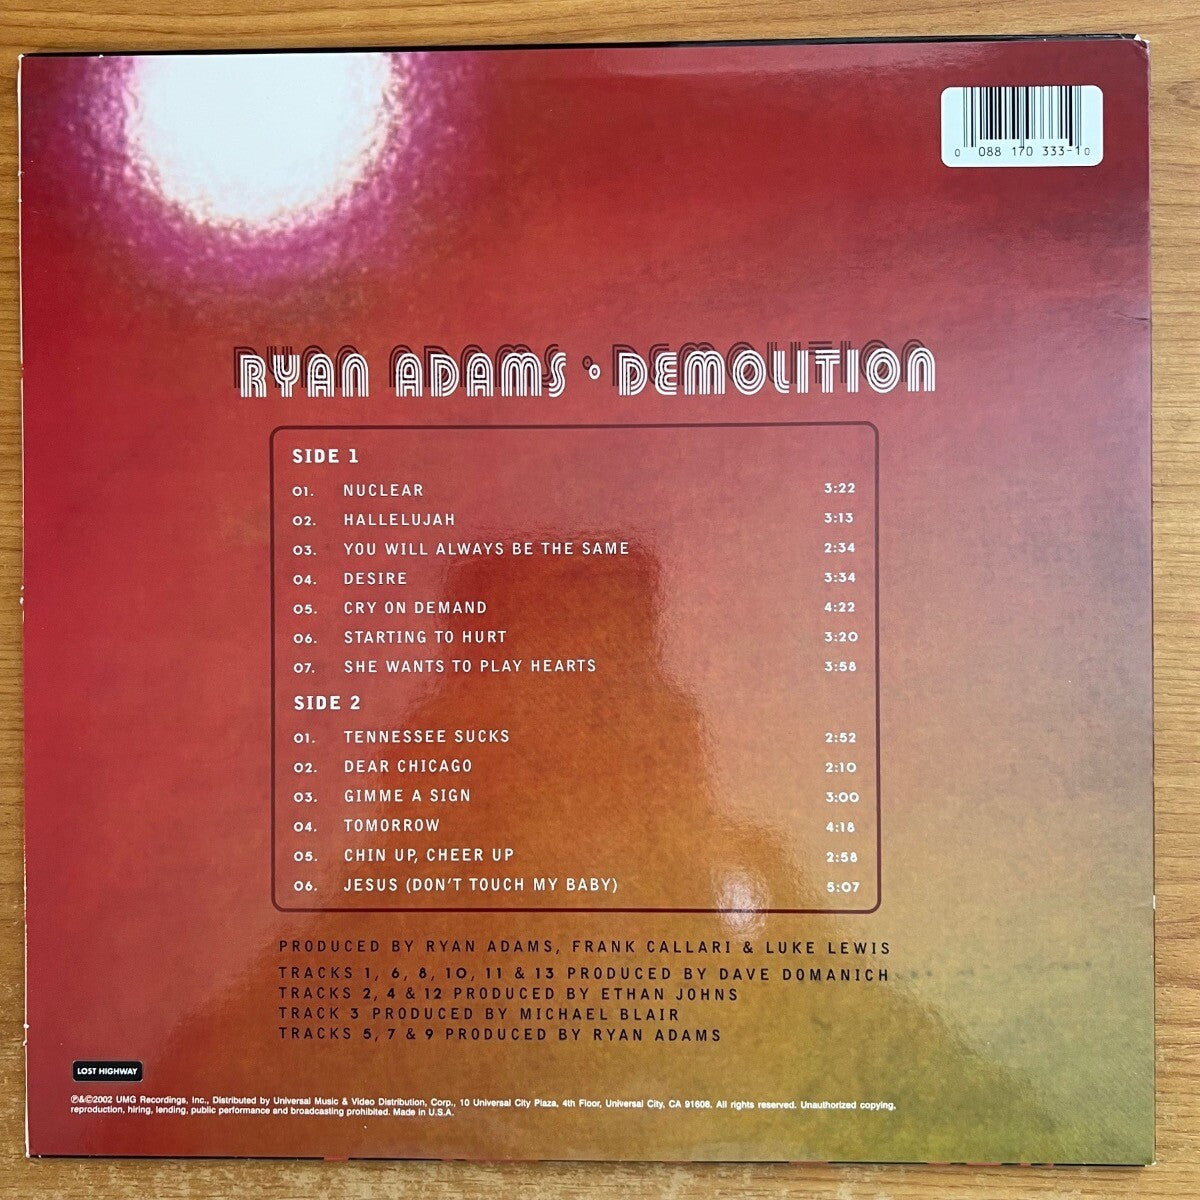 0 088 170 333-1 0
RYAN ADAMS • DEMOLITION
SIDE 1
01. NUCLEAR 3:22
02. HALLELUJAH 3:13
03. YOU WILL ALWAYS BE THE SAME 2:34
04. DESIRE 3:34
05. CRY ON DEMAND 4:22
06. STARTING TO HURT 3:20
07. SHE WANTS TO PLAY HEARTS 3:58
SIDE 2
01. TENNESSEE SUCKS 2:52
02. DEAR CHICAGO 2:10
03. GIMME A SIGN 3:00
04. TOMORROW 4:18
05. CHIN UP, CHEER UP 2:58
06. JESUS (DON'T TOUCH MY BABY) 5:07
PRODUCED BY RYAN ADAMS, FRANK CALLARI & LUKE LEWIS
TRACKS 1, 6, 8, 10, 11 & 13 PRODUCED BY DAVE DOMANICH
TRACKS 2, 4 & 12 PRODUCED BY ETHAN JOHNS
TRACK 3 PRODUCED BY MICHAEL BLAIR
TRACKS 5, 7 & 9 PRODUCED BY RYAN ADAMS
LOST HIGHWAY
℗&©2002 UMG Recordings, Inc., Distributed by Universal Music & Video Distribution, Corp., 10 Universal City Plaza, 4th Floor, Universal City, CA 91608. All rights reserved. Unauthorized copying,
reproduction, hiring, lending, public performance and broadcasting prohibited. Made in U.S.A.